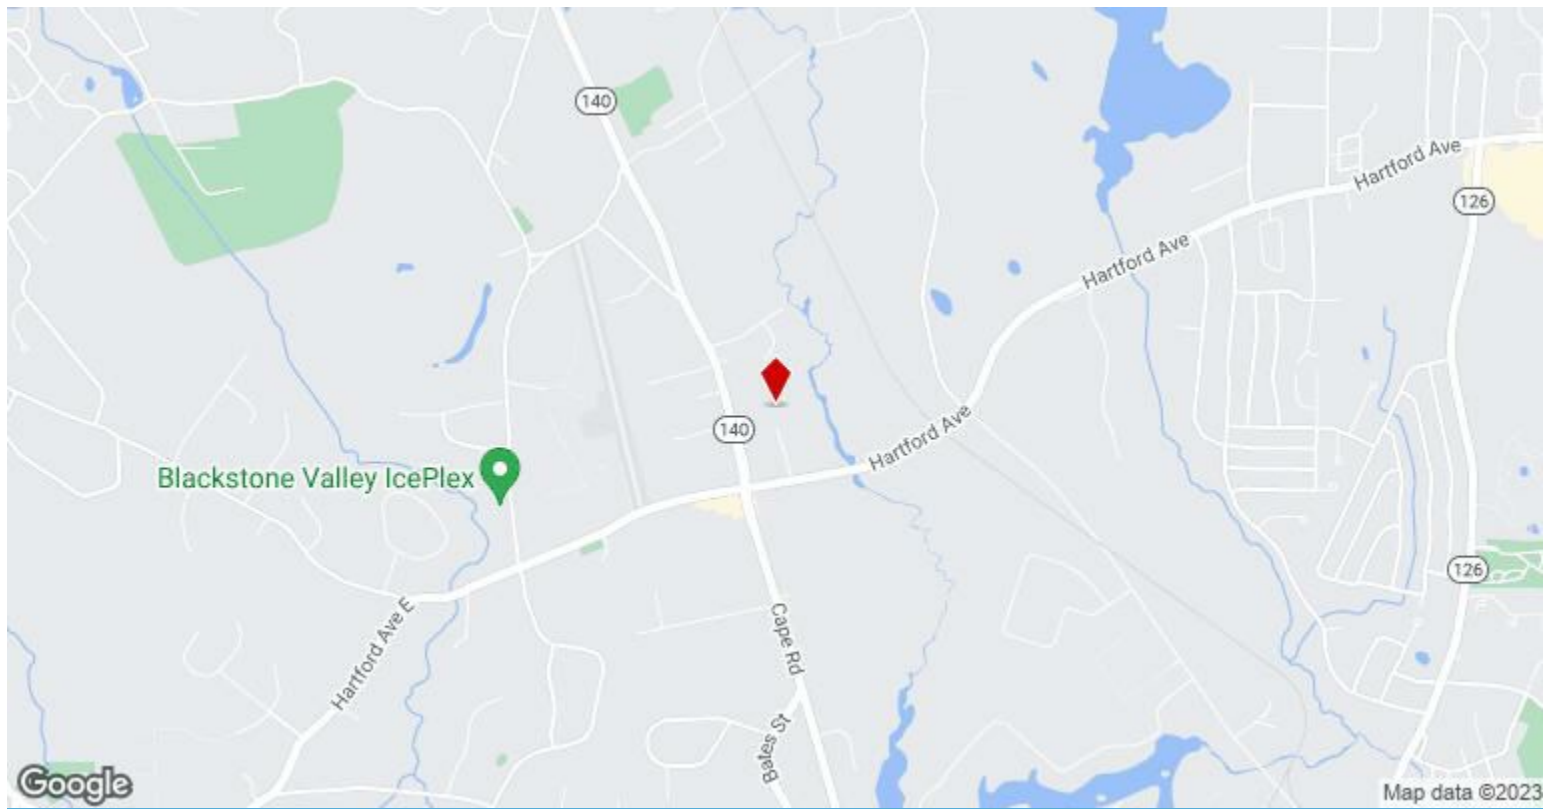 140
Hartford Ave
126
Hartford Ave
140
Hartford Ave
Blackstone Valley IcePlex
126
Hartford Ave E
Cape Rd
Bates St
Google
Map data ©2023